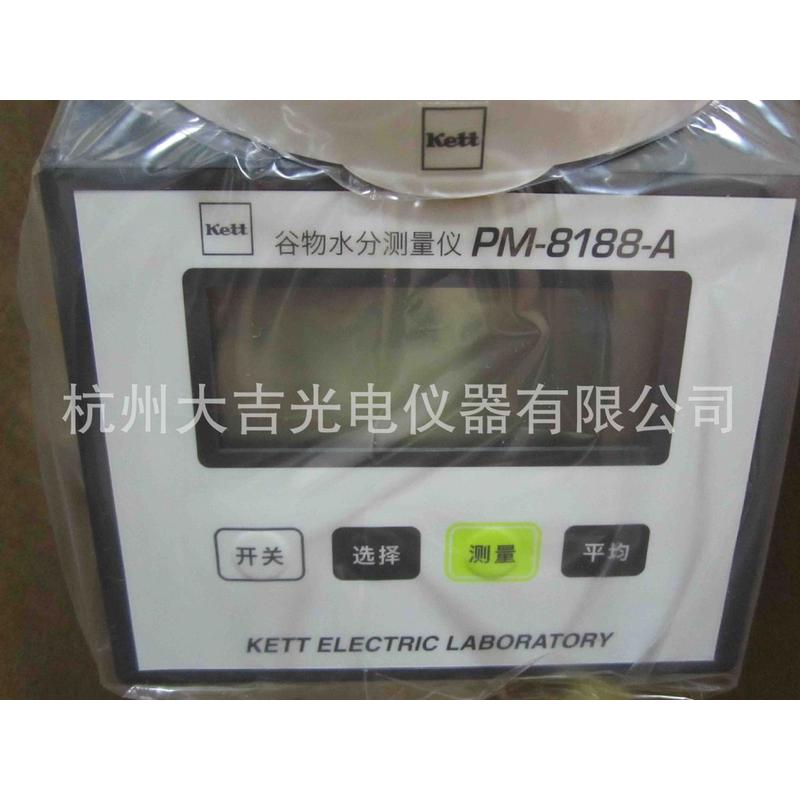 Kett
Kett
谷物水分测量仪 PM-8188-A
杭州大吉光电仪器有限公司
开关
选择
测量
平均
KETT ELECTRIC LABORATORY